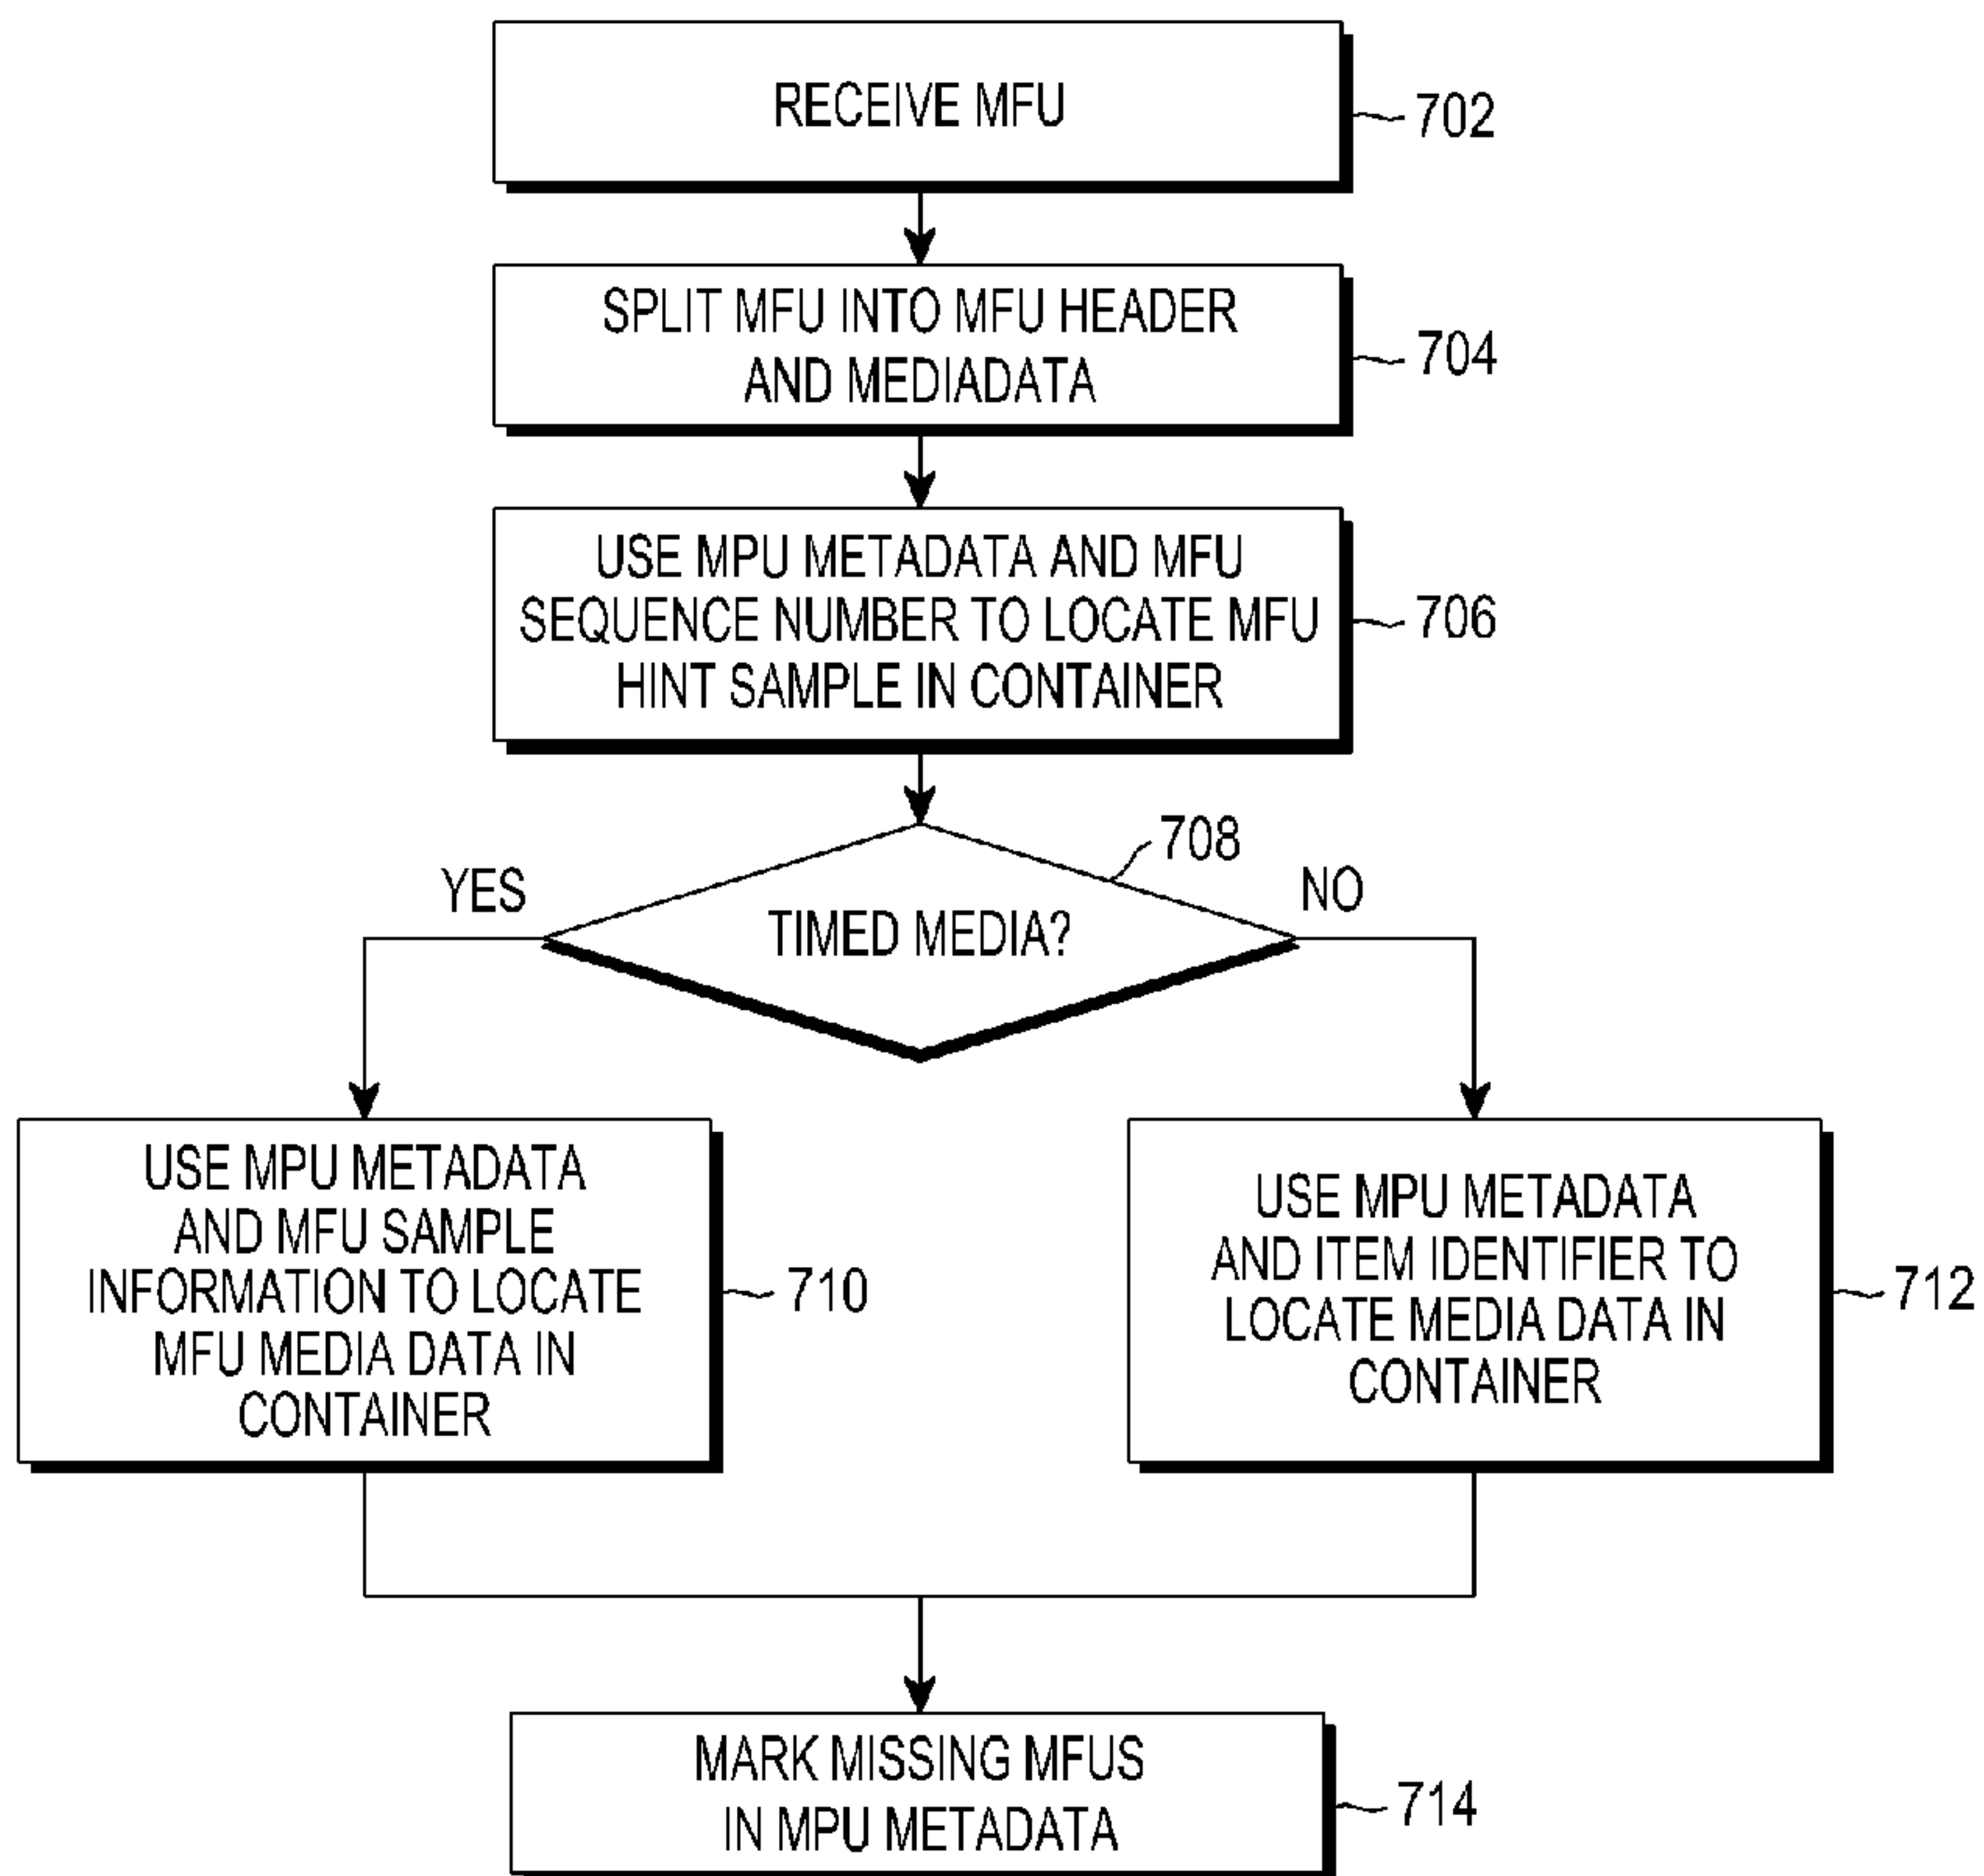 RECEIVE MFU
702
SPLIT MFU INTO MFU HEADER
AND MEDIADATA
704
USE MPU METADATA AND MFU
SEQUENCE NUMBER TO LOCATE MFU
HINT SAMPLE IN CONTAINER
706
708
YES
TIMED MEDIA?
NO
USE MPU METADATA
AND MFU SAMPLE
INFORMATION TO LOCATE
MFU MEDIA DATA IN
CONTAINER
710
USE MPU METADATA
AND ITEM IDENTIFIER TO
LOCATE MEDIA DATA IN
CONTAINER
712
MARK MISSING MFUS
IN MPU METADATA
714